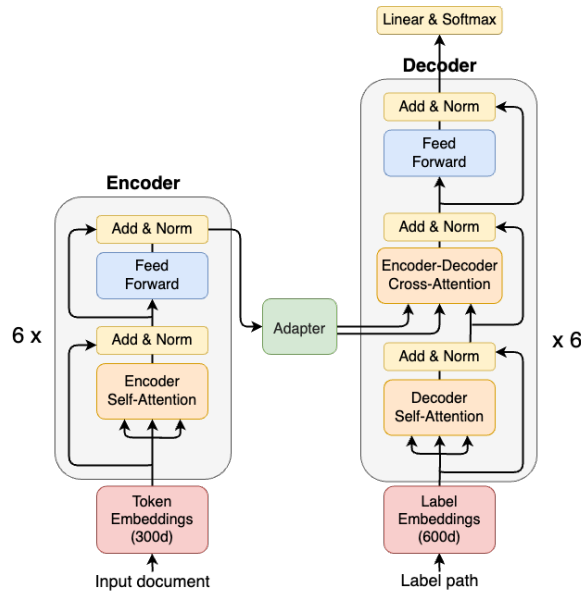 Linear & Softmax
Decoder
Add & Norm
Feed
Forward
Add & Norm
Encoder-Decoder
Cross-Attention
Add & Norm
Decoder
Self-Attention
x 6
Label
Embeddings
(600d)
Label path
Encoder
Add & Norm
Feed
Forward
6 x
Add & Norm
Encoder
Self-Attention
Token
Embeddings
(300d)
Input document
Adapter